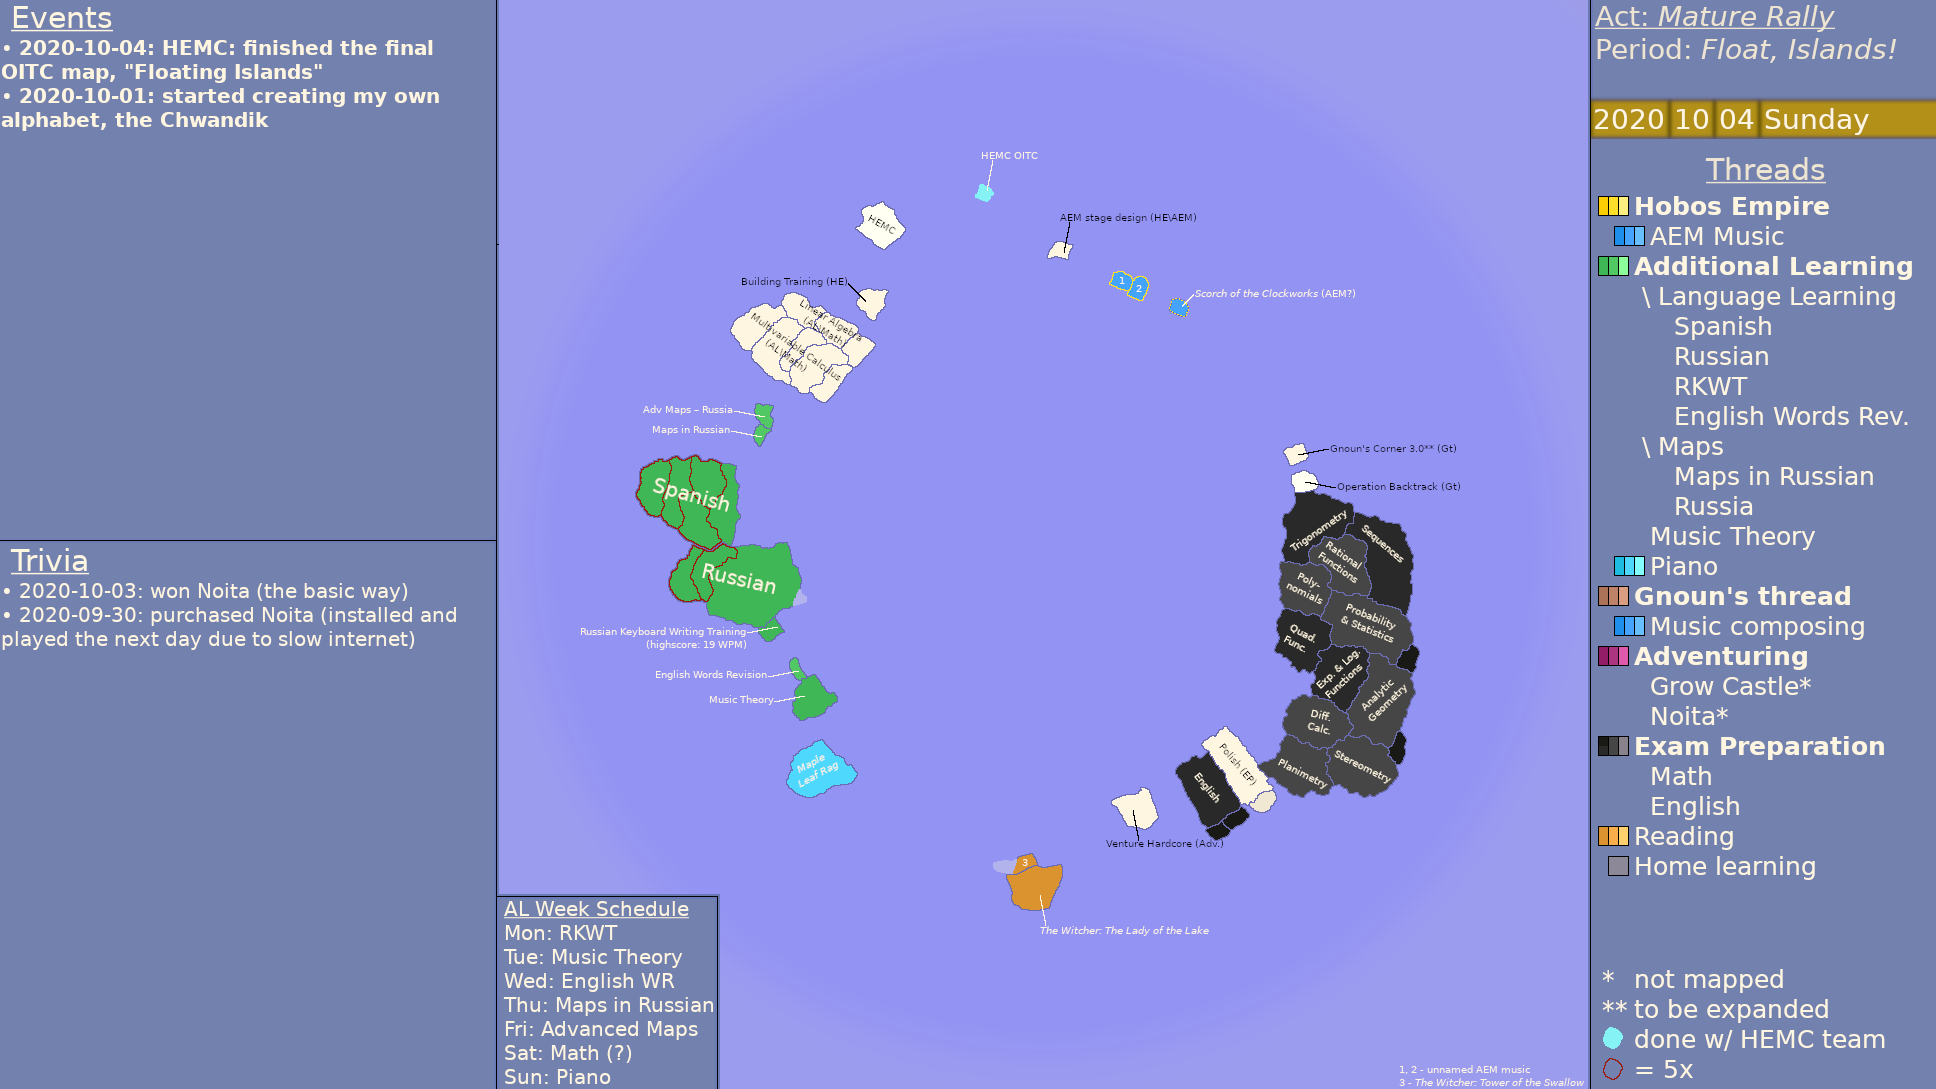 Events
• 2020-10-04: HEMC: finished the final
OITC map, "Floating Islands"
• 2020-10-01: started creating my own
alphabet, the Chwandik
Trivia
• 2020-10-03: won Noita (the basic way)
• 2020-09-30: purchased Noita (installed and
played the next day due to slow internet)
HEMC OITC
HEMC
AEM stage design (HE\AEM)
Building Training (HE)
1
2
Scorch of the Clockworks (AEM?)
Linear Algebra
(AL\Math)
Multivariable Calculus
(AL\Math)
Adv Maps – Russia
Maps in Russian
Spanish
Russian
Russian Keyboard Writing Training
(highscore: 19 WPM)
English Words Revision
Music Theory
Maple
Leaf Rag
Gnoun's Corner 3.0** (Gt)
Operation Backtrack (Gt)
Trigonometry
Sequences
Rational
Functions
Poly-
nomials
Probability
& Statistics
Quad.
Func.
Exp. & Log.
Functions
Analytic
Geometry
Diff.
Calc.
Planimetry
Stereometry
Polish (EP)
English
Venture Hardcore (Adv.)
3
The Witcher: The Lady of the Lake
AL Week Schedule
Mon: RKWT
Tue: Music Theory
Wed: English WR
Thu: Maps in Russian
Fri: Advanced Maps
Sat: Math (?)
Sun: Piano
1, 2 - unnamed AEM music
3 - The Witcher: Tower of the Swallow
Act: Mature Rally
Period: Float, Islands!
2020 10 04 Sunday
Threads
Hobos Empire
AEM Music
Additional Learning
\ Language Learning
Spanish
Russian
RKWT
English Words Rev.
\ Maps
Maps in Russian
Russia
Music Theory
Piano
Gnoun's thread
Music composing
Adventuring
Grow Castle*
Noita*
Exam Preparation
Math
English
Reading
Home learning
* not mapped
** to be expanded
done w/ HEMC team
= 5x